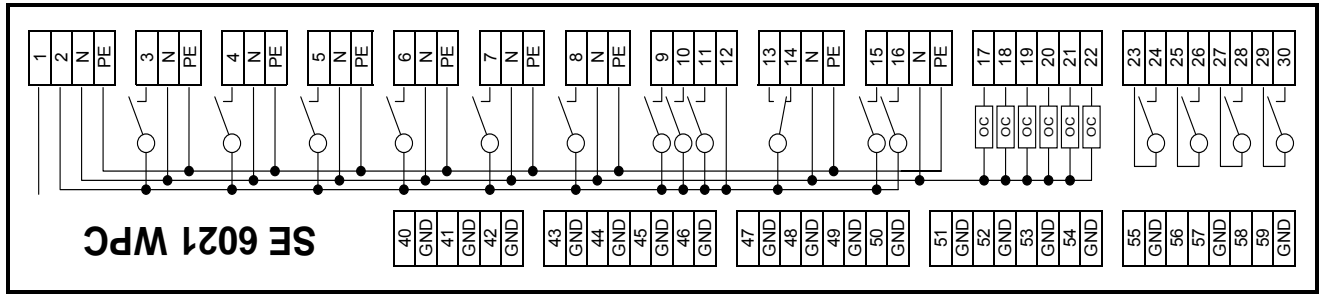 1 2 N PE 3 N PE 4 N PE 5 N PE 6 N PE 7 N PE 8 N PE 9 10 11 12 13 14 N PE 15 16 N PE 17 18 19 20 21 22 23 24 25 26 27 28 29 30
OC OC OC OC OC OC
SE 6021 WPC
40 GND 41 GND 42 GND 43 GND 44 GND 45 GND 46 GND 47 GND 48 GND 49 GND 50 GND 51 GND 52 GND 53 GND 54 GND 55 GND 56 57 GND 58 59 GND